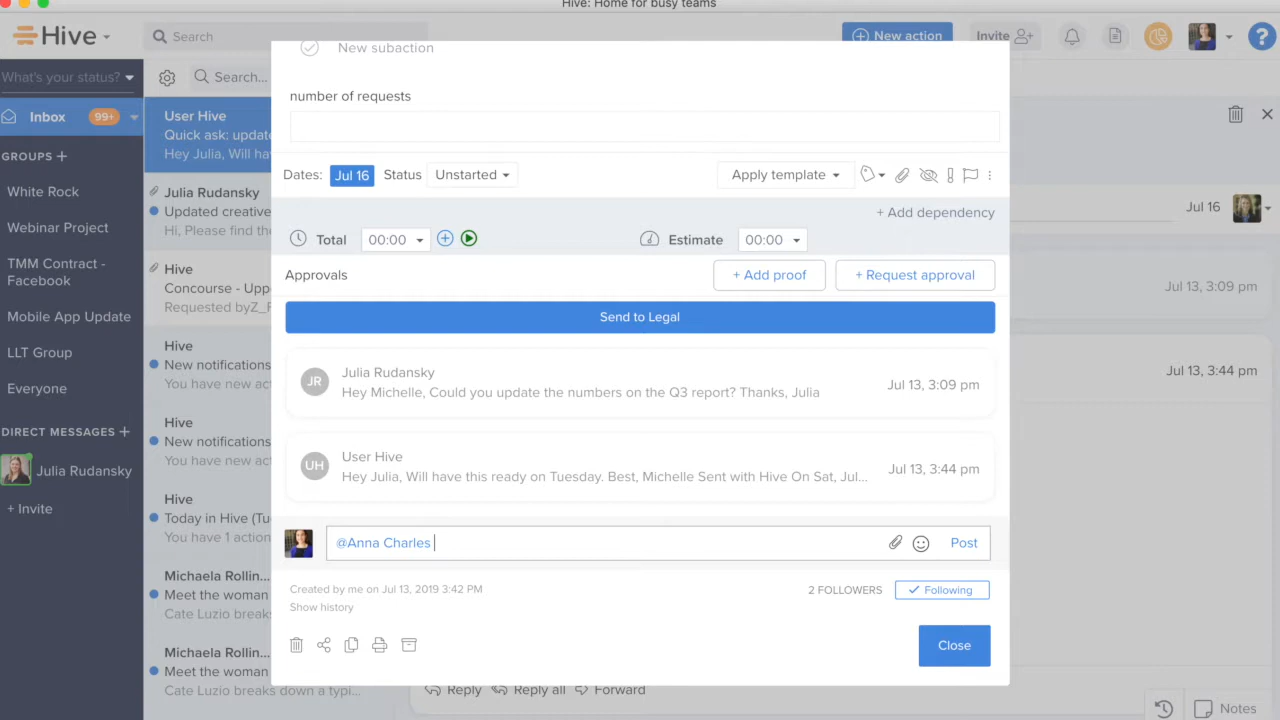 Hive: Home for busy teams
Hive
Search
New action
Invite
?
What's your status?
Search...
Inbox
99+
GROUPS +
White Rock
Webinar Project
TMM Contract -
Facebook
Mobile App Update
LLT Group
Everyone
DIRECT MESSAGES +
Julia Rudansky
+ Invite
User Hive
Quick ask: update
Hey Julia, Will ha
Julia Rudansky
Updated creative
Hi, Please find the
Hive
Concourse - Upp
Requested byZ_F
Hive
New notifications
You have new act
Hive
New notifications
You have new act
Hive
Today in Hive (Tu
You have 1 action
Michaela Rollin...
Meet the woman
Cate Luzio breaks
Michaela Rollin...
Meet the woman
Cate Luzio breaks down a typi...
New subaction
number of requests
Dates: Jul 16 Status Unstarted
Apply template
+ Add dependency
Total 00:00
Estimate 00:00
Approvals
+ Add proof
+ Request approval
Send to Legal
JR
Julia Rudansky
Hey Michelle, Could you update the numbers on the Q3 report? Thanks, Julia
Jul 13, 3:09 pm
UH
User Hive
Hey Julia, Will have this ready on Tuesday. Best, Michelle Sent with Hive On Sat, Jul...
Jul 13, 3:44 pm
@Anna Charles
Post
Created by me on Jul 13, 2019 3:42 PM
Show history
2 FOLLOWERS
Following
Close
Jul 16
Jul 13, 3:09 pm
Jul 13, 3:44 pm
Reply
Reply all
Forward
Notes